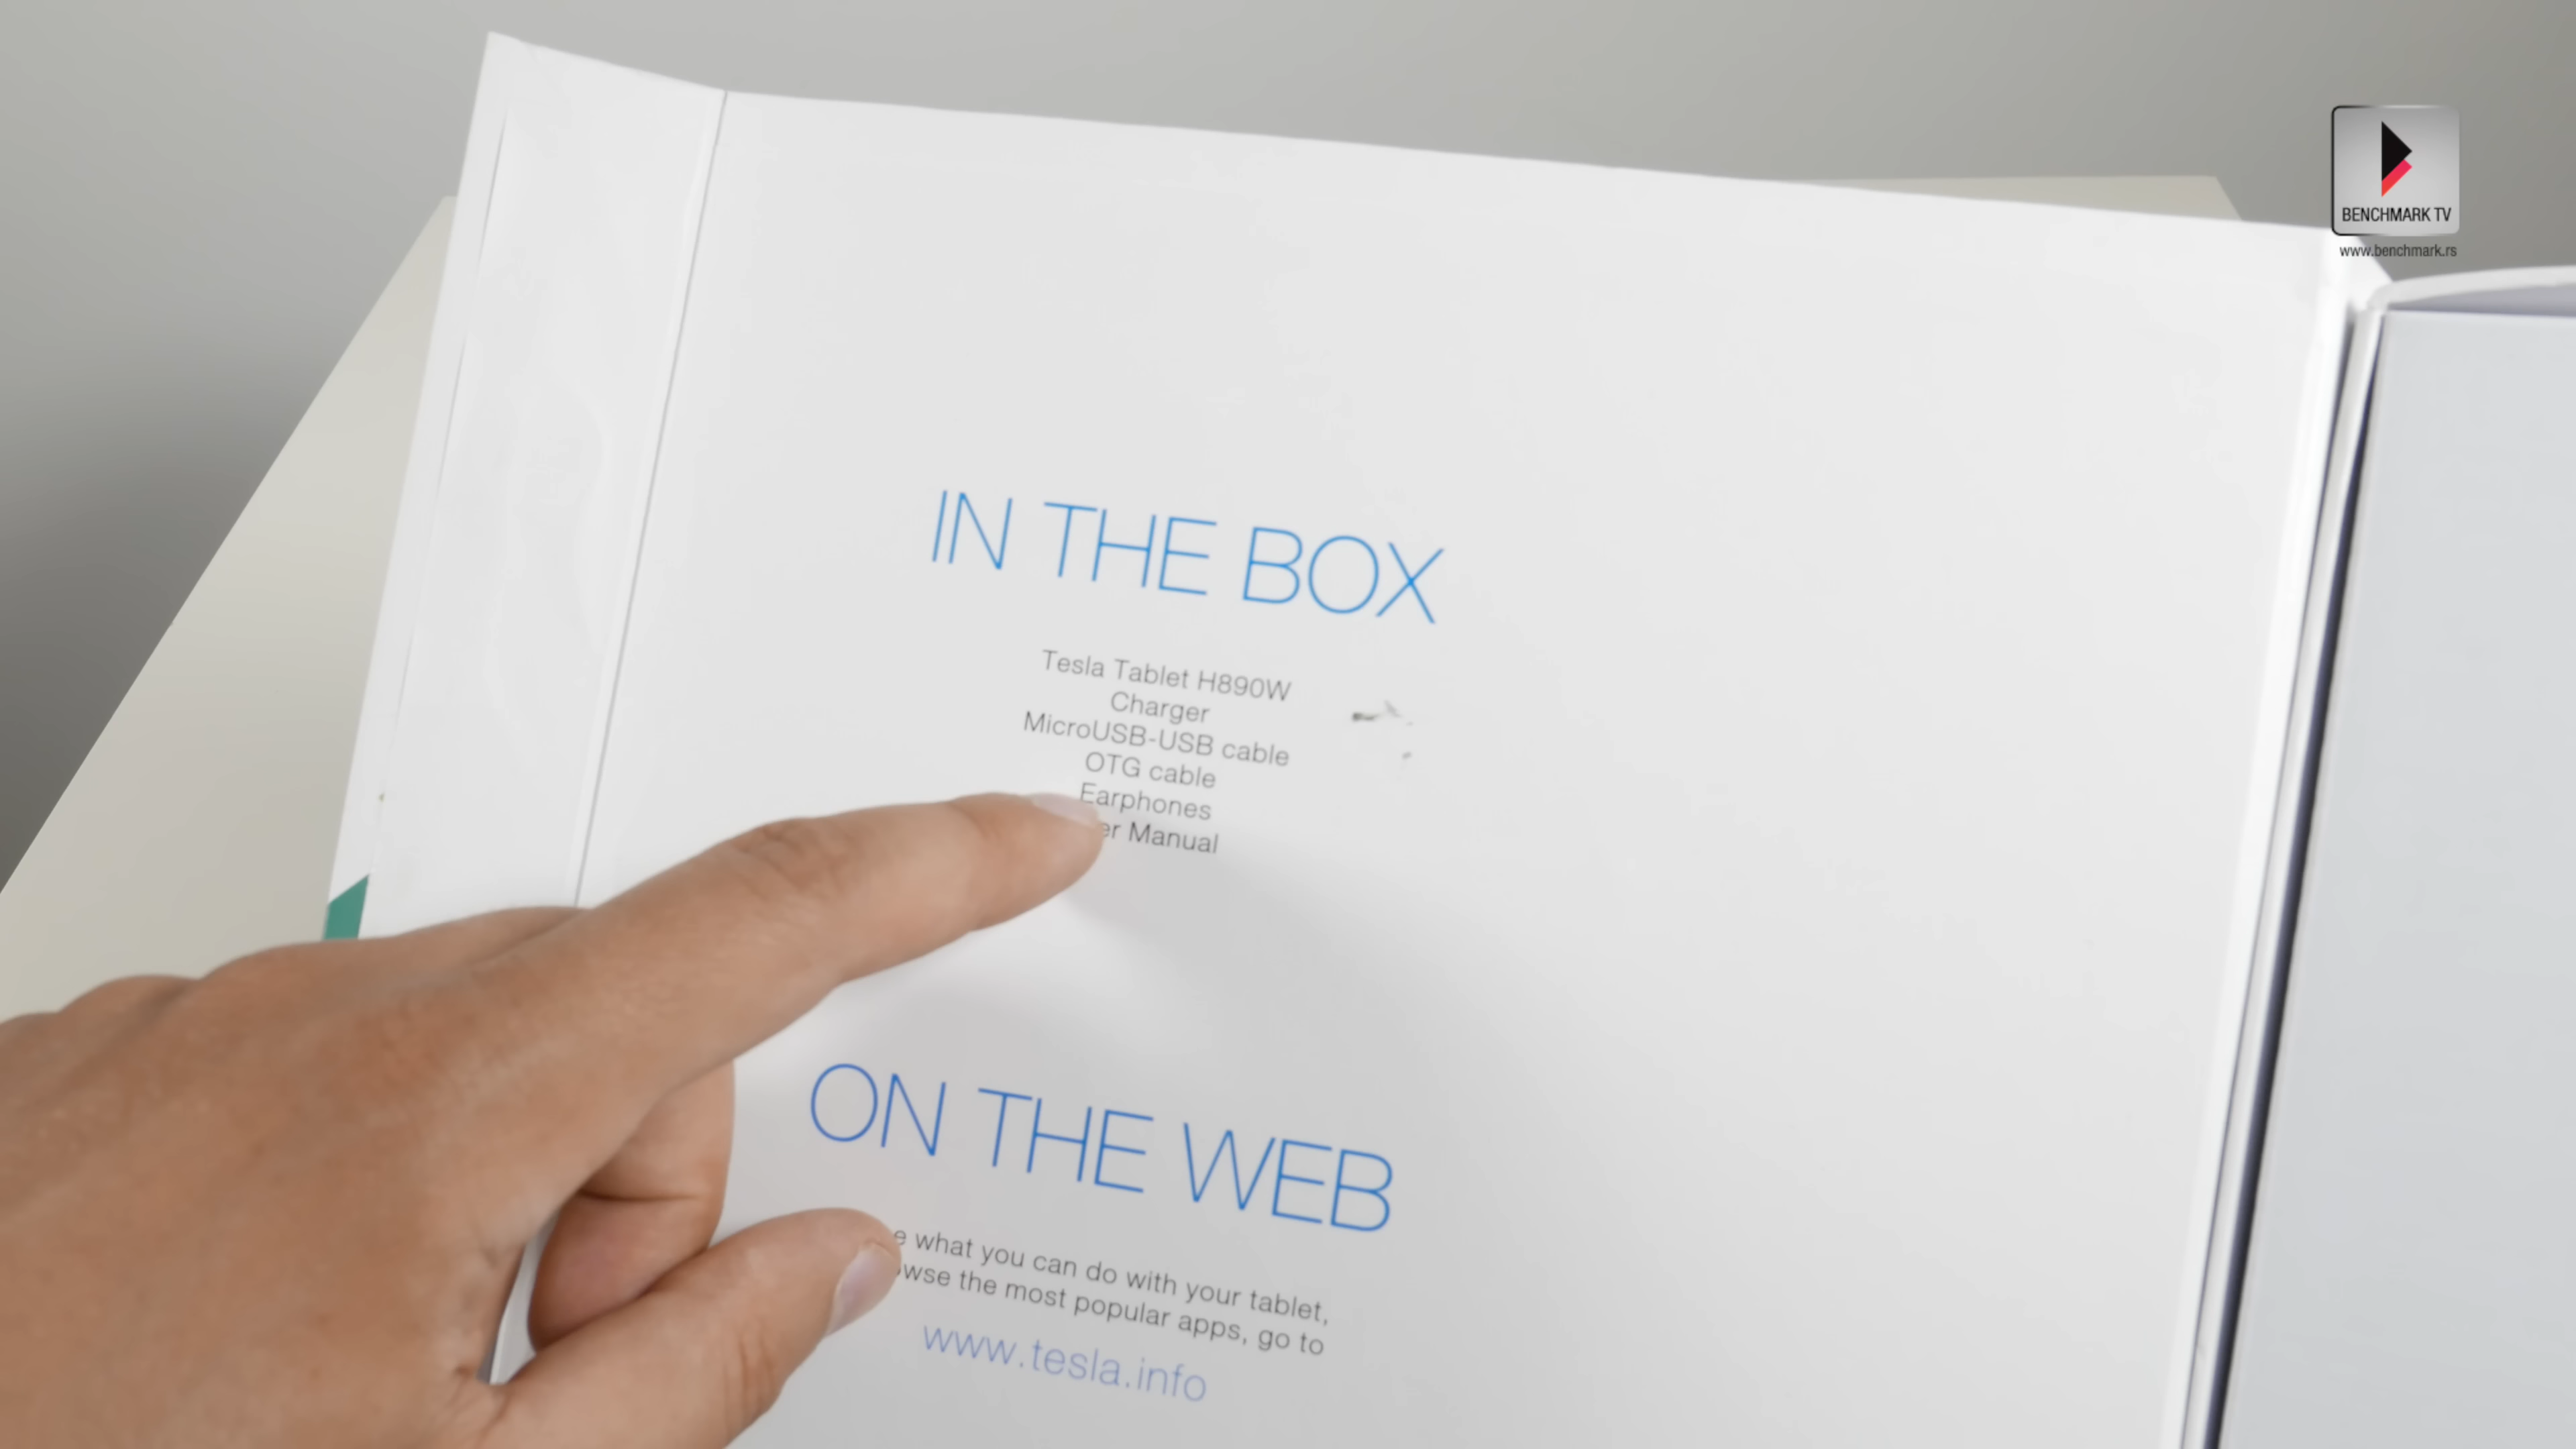 BENCHMARK TV
www.benchmark.rs
IN THE BOX
Tesla Tablet H890W
Charger
MicroUSB-USB cable
OTG cable
Earphones
Manual
ON THE WEB
what you can do with your tablet,
the most popular apps, go to
www.tesla.info